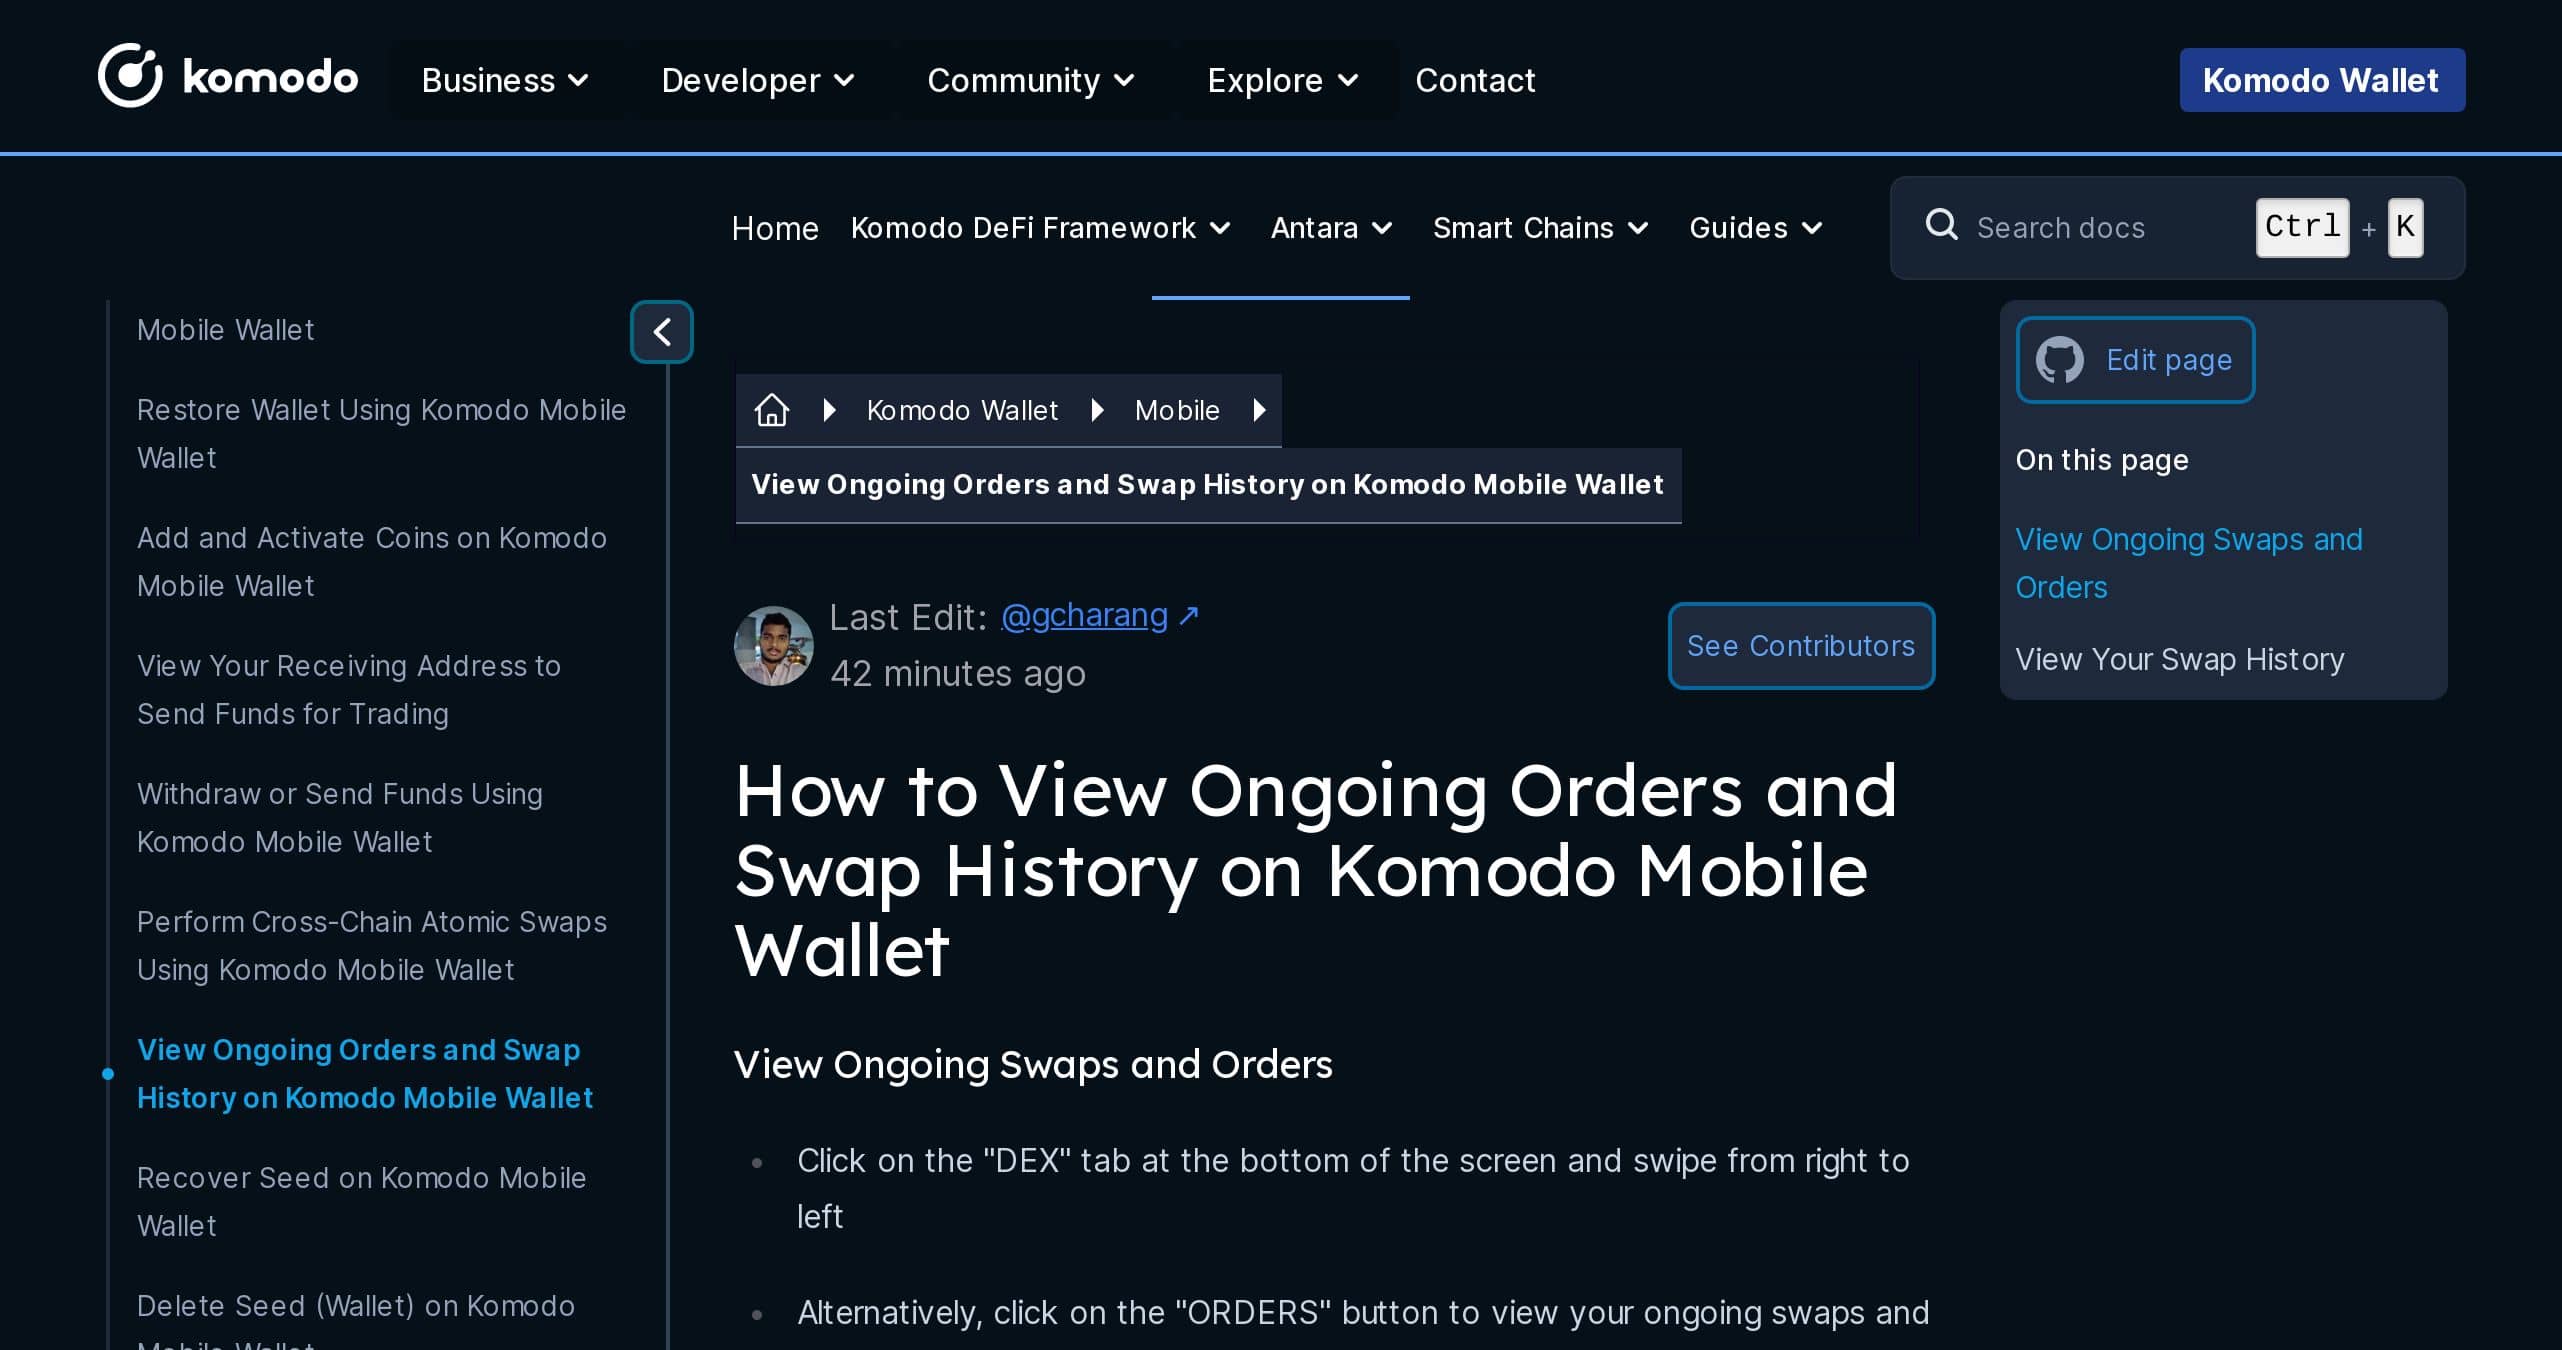 komodo Business Developer Community Explore Contact Komodo Wallet
Home Komodo DeFi Framework Antara Smart Chains Guides Search docs Ctrl + K
Mobile Wallet
Restore Wallet Using Komodo Mobile
Wallet
Add and Activate Coins on Komodo
Mobile Wallet
View Your Receiving Address to
Send Funds for Trading
Withdraw or Send Funds Using
Komodo Mobile Wallet
Perform Cross-Chain Atomic Swaps
Using Komodo Mobile Wallet
View Ongoing Orders and Swap
History on Komodo Mobile Wallet
Recover Seed on Komodo Mobile
Wallet
Delete Seed (Wallet) on Komodo
Mobile Wallet
Komodo Wallet Mobile
View Ongoing Orders and Swap History on Komodo Mobile Wallet
Last Edit: @gcharang ↗
42 minutes ago
See Contributors
How to View Ongoing Orders and
Swap History on Komodo Mobile
Wallet
View Ongoing Swaps and Orders
Click on the "DEX" tab at the bottom of the screen and swipe from right to
left
Alternatively, click on the "ORDERS" button to view your ongoing swaps and
Edit page
On this page
View Ongoing Swaps and
Orders
View Your Swap History